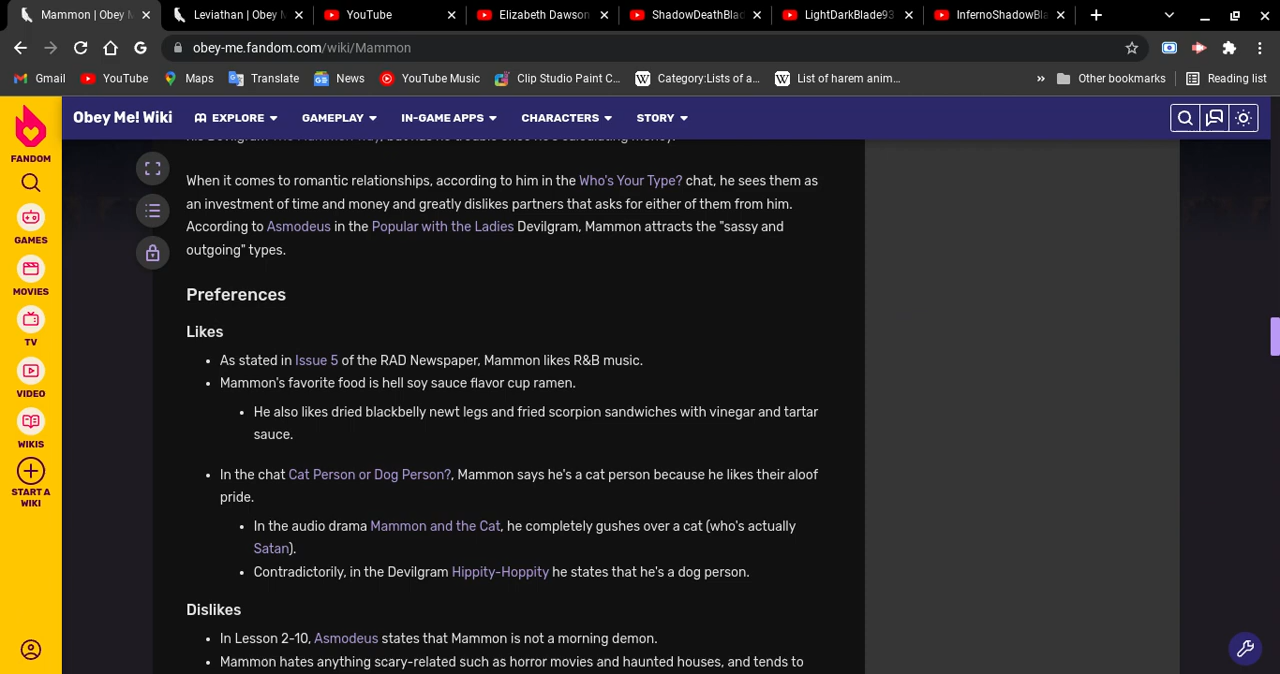 Mammon | Obey M
Leviathan | Obey M
YouTube
Elizabeth Dawson
ShadowDeathBlad
LightDarkBlade93
InfernoShadowBla
obey-me.fandom.com/wiki/Mammon
Gmail
YouTube
Maps
Translate
News
YouTube Music
Clip Studio Paint C...
Category:Lists of a...
List of harem anim...
»
Other bookmarks
Reading list
FANDOM
GAMES
MOVIES
TV
VIDEO
WIKIS
START A
WIKI
Obey Me! Wiki
EXPLORE
GAMEPLAY
IN-GAME APPS
CHARACTERS
STORY
When it comes to romantic relationships, according to him in the Who's Your Type? chat, he sees them as
an investment of time and money and greatly dislikes partners that asks for either of them from him.
According to Asmodeus in the Popular with the Ladies Devilgram, Mammon attracts the "sassy and
outgoing" types.
Preferences
Likes
• As stated in Issue 5 of the RAD Newspaper, Mammon likes R&B music.
• Mammon's favorite food is hell soy sauce flavor cup ramen.
• He also likes dried blackbelly newt legs and fried scorpion sandwiches with vinegar and tartar
sauce.
• In the chat Cat Person or Dog Person?, Mammon says he's a cat person because he likes their aloof
pride.
• In the audio drama Mammon and the Cat, he completely gushes over a cat (who's actually
Satan).
• Contradictorily, in the Devilgram Hippity-Hoppity he states that he's a dog person.
Dislikes
• In Lesson 2-10, Asmodeus states that Mammon is not a morning demon.
• Mammon hates anything scary-related such as horror movies and haunted houses, and tends to